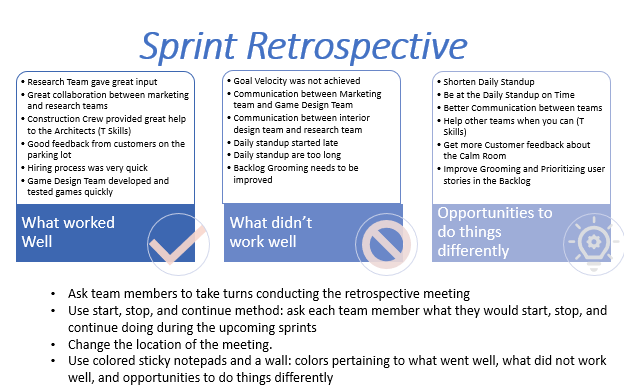 Sprint Retrospective
• Research Team gave great input
• Great collaboration between marketing
and research teams
• Construction Crew provided great help
to the Architects (T Skills)
• Good feedback from customers on the
parking lot
• Hiring process was very quick
• Game Design Team developed and
tested games quickly
What worked
Well
• Goal Velocity was not achieved
• Communication between Marketing
team and Game Design Team
• Communication between interior
design team and research team
• Daily standup started late
• Daily standup are too long
• Backlog Grooming needs to be
improved
What didn’t
work well
• Shorten Daily Standup
• Be at the Daily Standup on Time
• Better Communication between teams
• Help other teams when you can (T
Skills)
• Get more Customer feedback about
the Calm Room
• Improve Grooming and Prioritizing user
stories in the Backlog
Opportunities to
do things
differently
• Ask team members to take turns conducting the retrospective meeting
• Use start, stop, and continue method: ask each team member what they would start, stop, and
continue doing during the upcoming sprints
• Change the location of the meeting.
• Use colored sticky notepads and a wall: colors pertaining to what went well, what did not work
well, and opportunities to do things differently